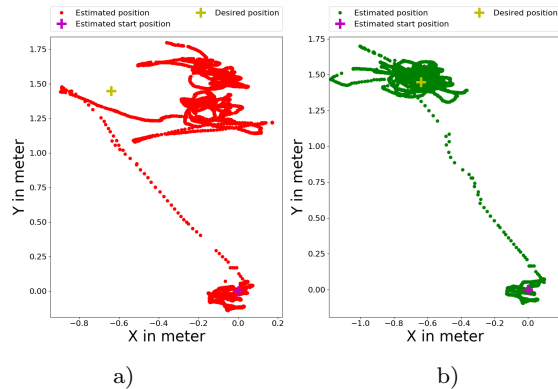 Estimated position
Estimated start position
Desired position
Y in meter
1.75
1.50
1.25
1.00
0.75
0.50
0.25
0.00
−0.8 −0.6 −0.4 −0.2 0.0 0.2
X in meter
a)
Estimated position
Estimated start position
Desired position
Y in meter
1.75
1.50
1.25
1.00
0.75
0.50
0.25
0.00
−1.0 −0.8 −0.6 −0.4 −0.2 0.0
X in meter
b)